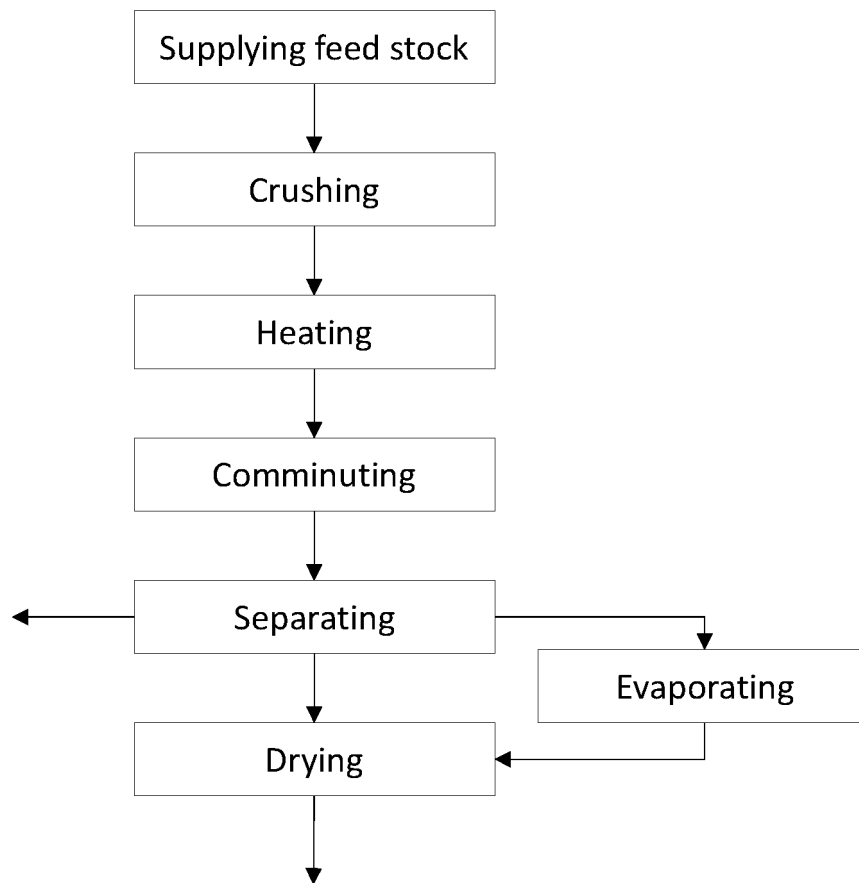 Supplying feed stock
Crushing
Heating
Comminuting
Separating
Evaporating
Drying